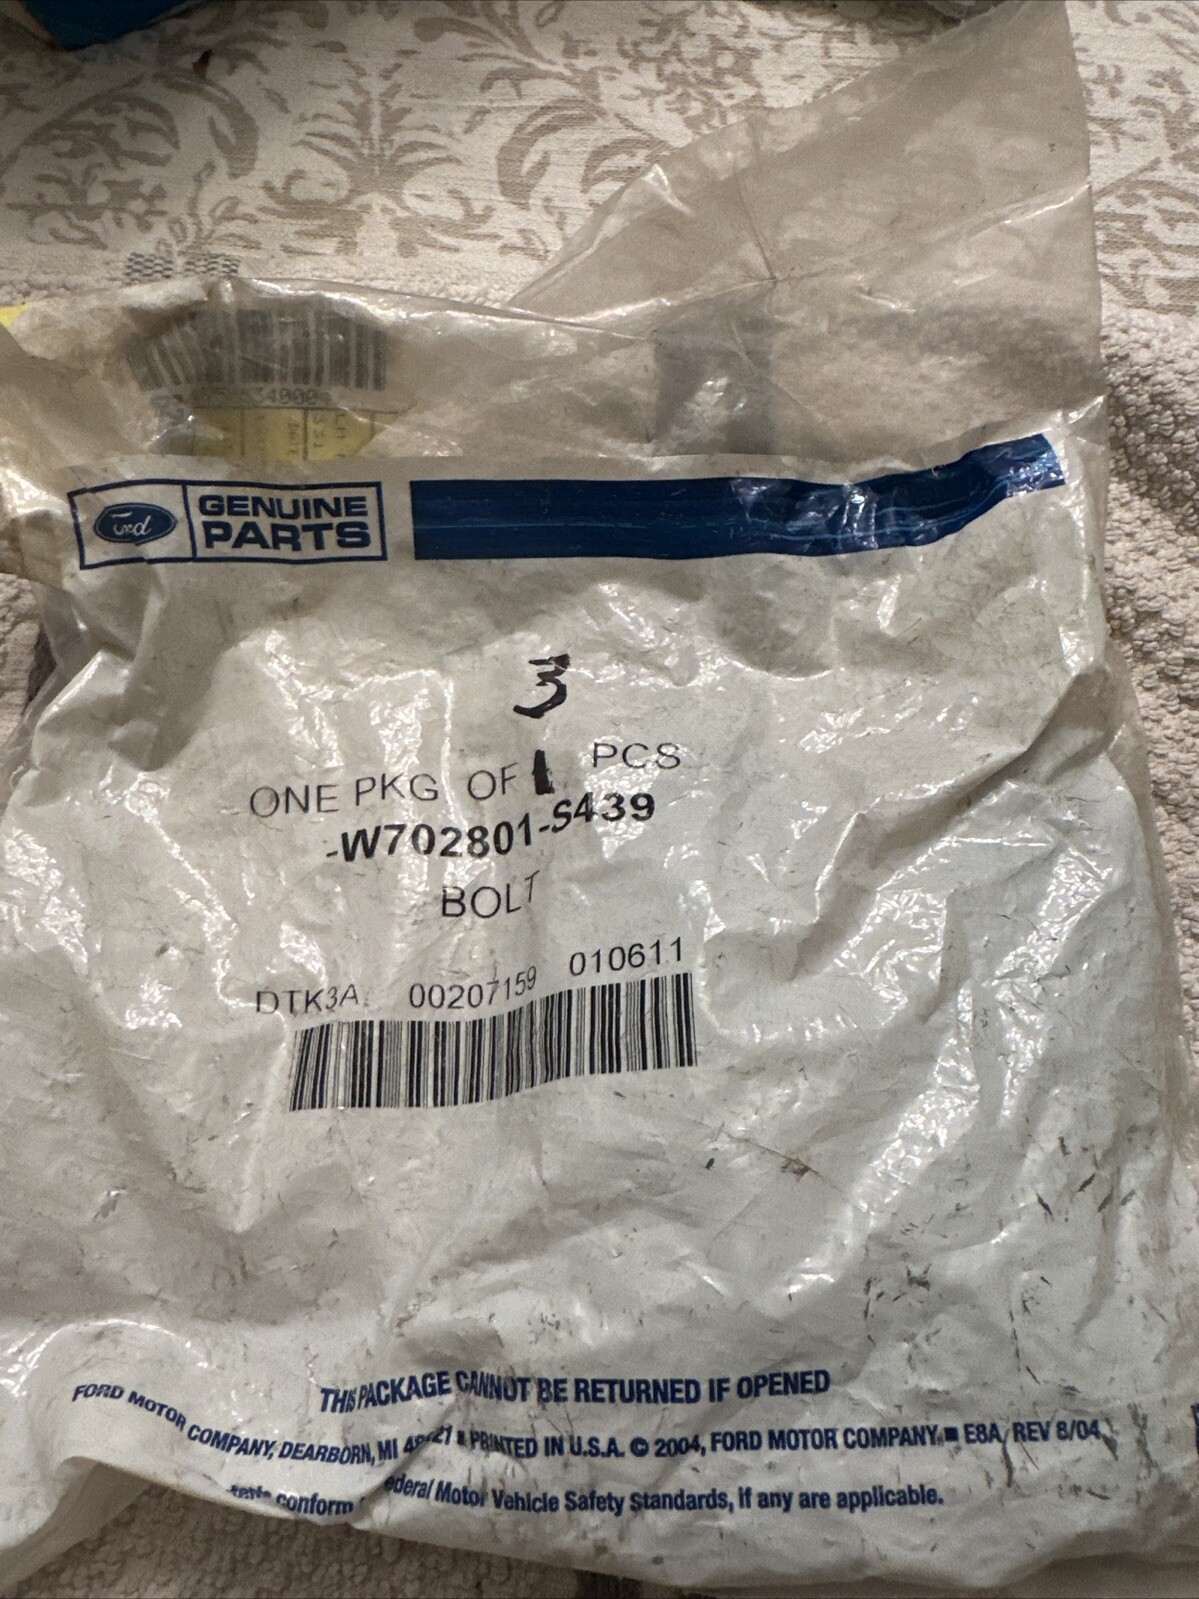 Ford
GENUINE
PARTS
3
ONE PKG OF PCS
-W702801-S439
BOLT
DTK3A 00207159 010611
THIS PACKAGE CANNOT BE RETURNED IF OPENED
FORD MOTOR COMPANY, DEARBORN, MI ■ PRINTED IN U.S.A. © 2004, FORD MOTOR COMPANY ■ E8A REV 8/04
conform Motor Vehicle Safety Standards, if any are applicable.